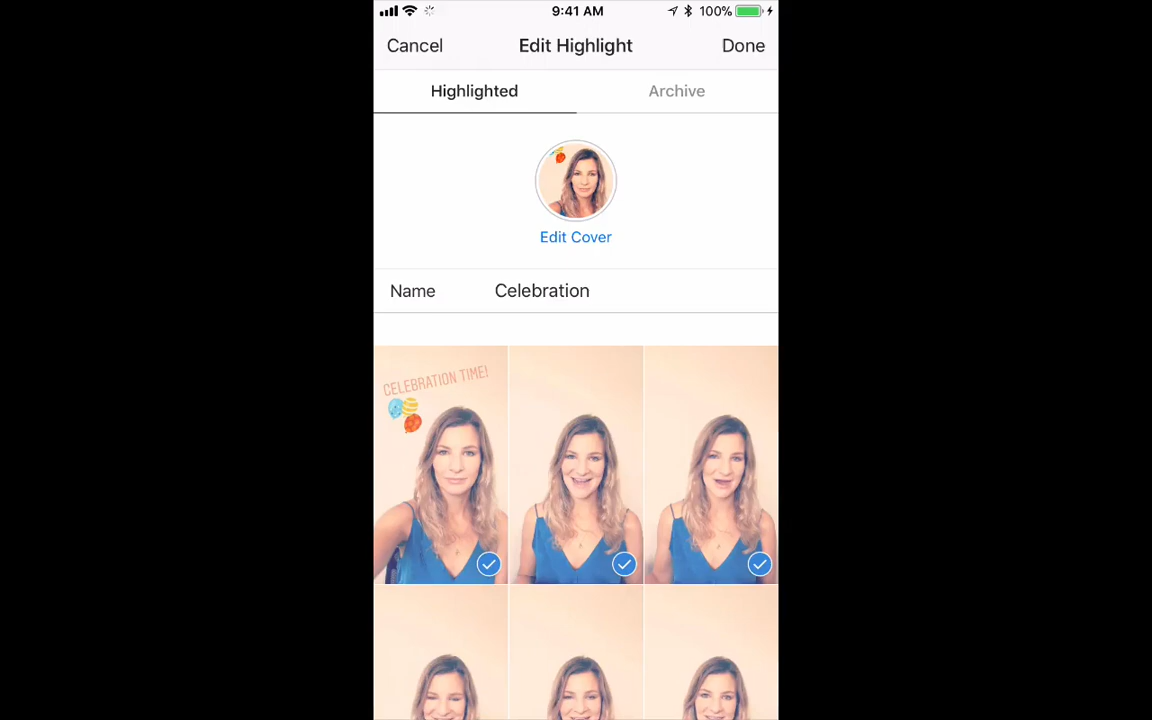 9:41 AM 100%
Cancel Edit Highlight Done
Highlighted Archive
Edit Cover
Name Celebration
CELEBRATION TIME!